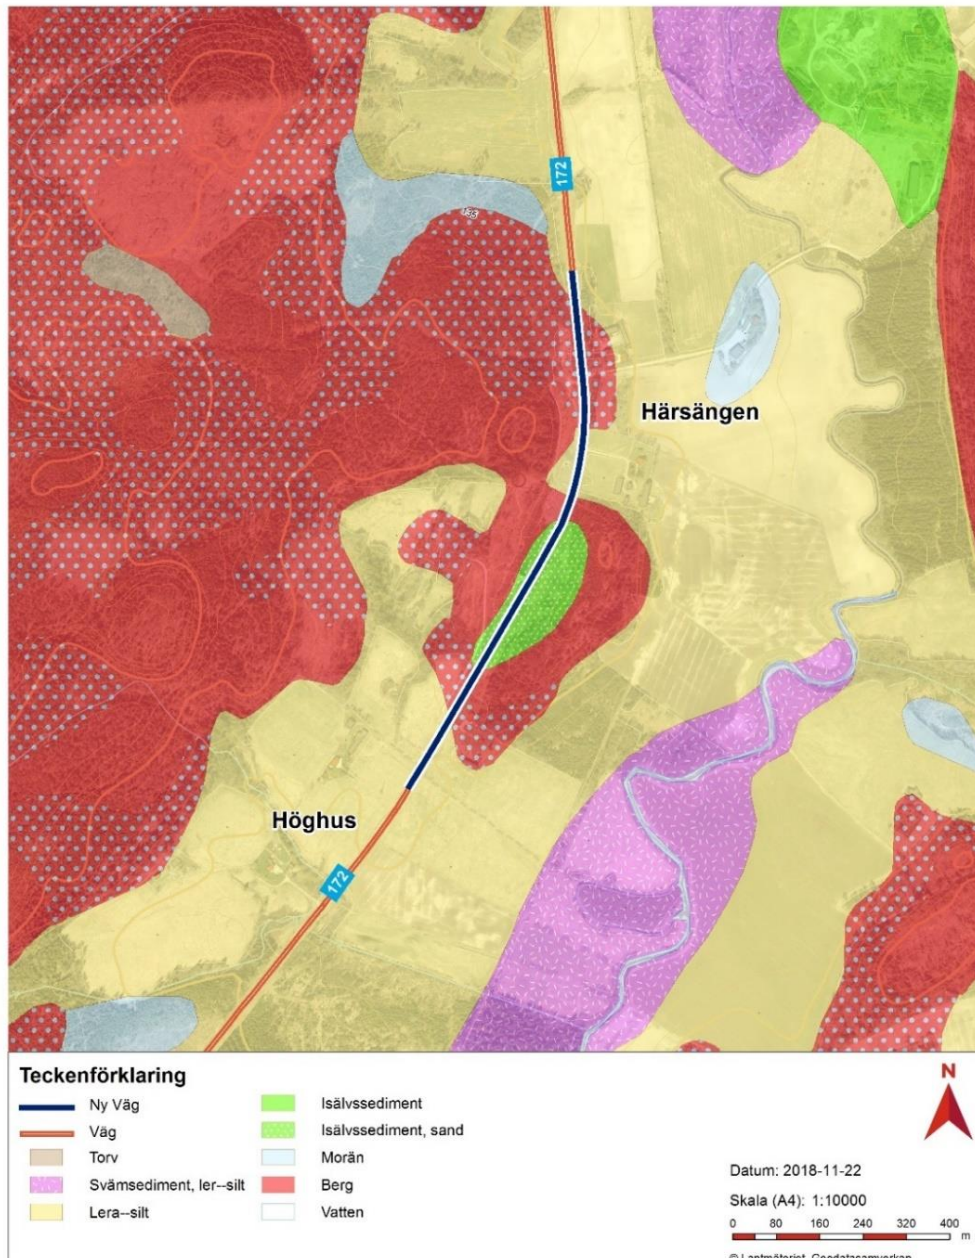 172
135
Härsängen
Höghus
172
Teckenförklaring
Ny Väg
Väg
Torv
Svämsediment, ler--silt
Lera--silt
Isälvssediment
Isälvssediment, sand
Morän
Berg
Vatten
N
Datum: 2018-11-22
Skala (A4): 1:10000
0 80 160 240 320 400
m
© Lantmäteriet, Geodatasamverkan